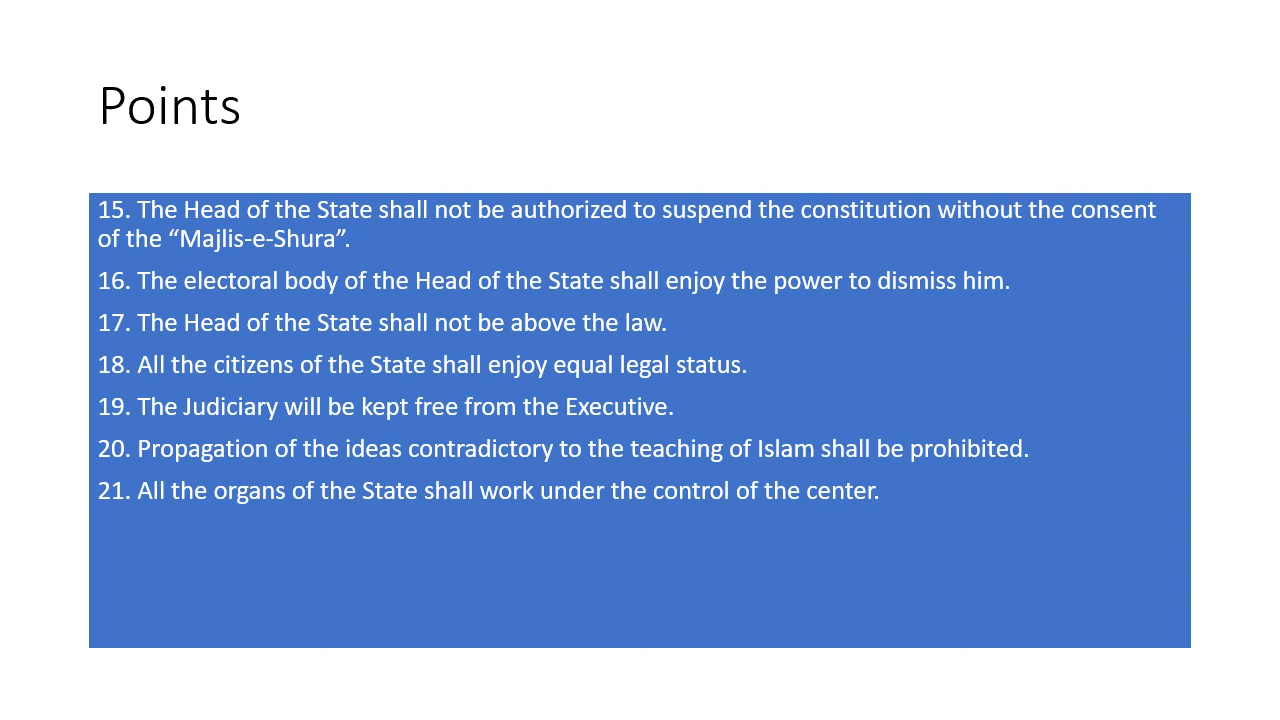 Points
15. The Head of the State shall not be authorized to suspend the constitution without the consent
of the “Majlis-e-Shura”.
16. The electoral body of the Head of the State shall enjoy the power to dismiss him.
17. The Head of the State shall not be above the law.
18. All the citizens of the State shall enjoy equal legal status.
19. The Judiciary will be kept free from the Executive.
20. Propagation of the ideas contradictory to the teaching of Islam shall be prohibited.
21. All the organs of the State shall work under the control of the center.